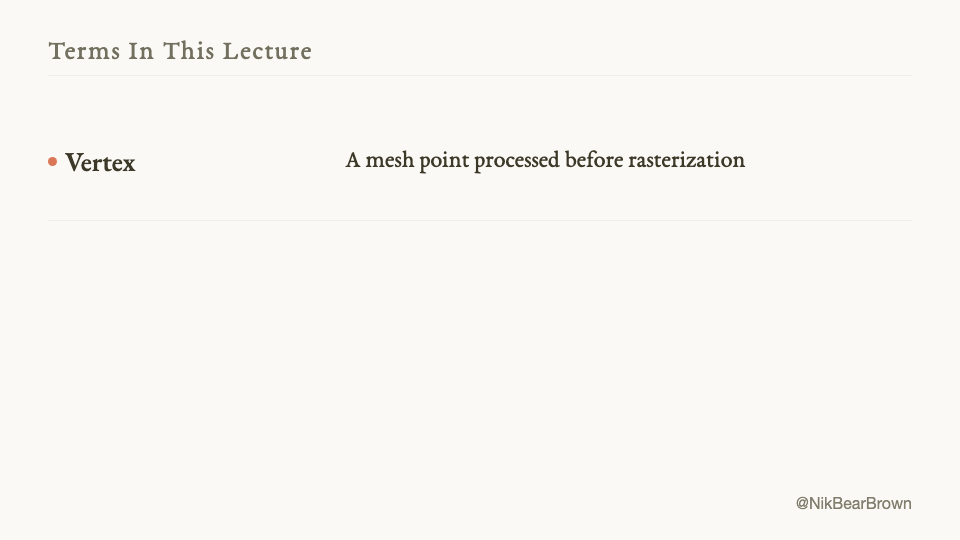 Terms In This Lecture
Vertex
A mesh point processed before rasterization
@NikBearBrown